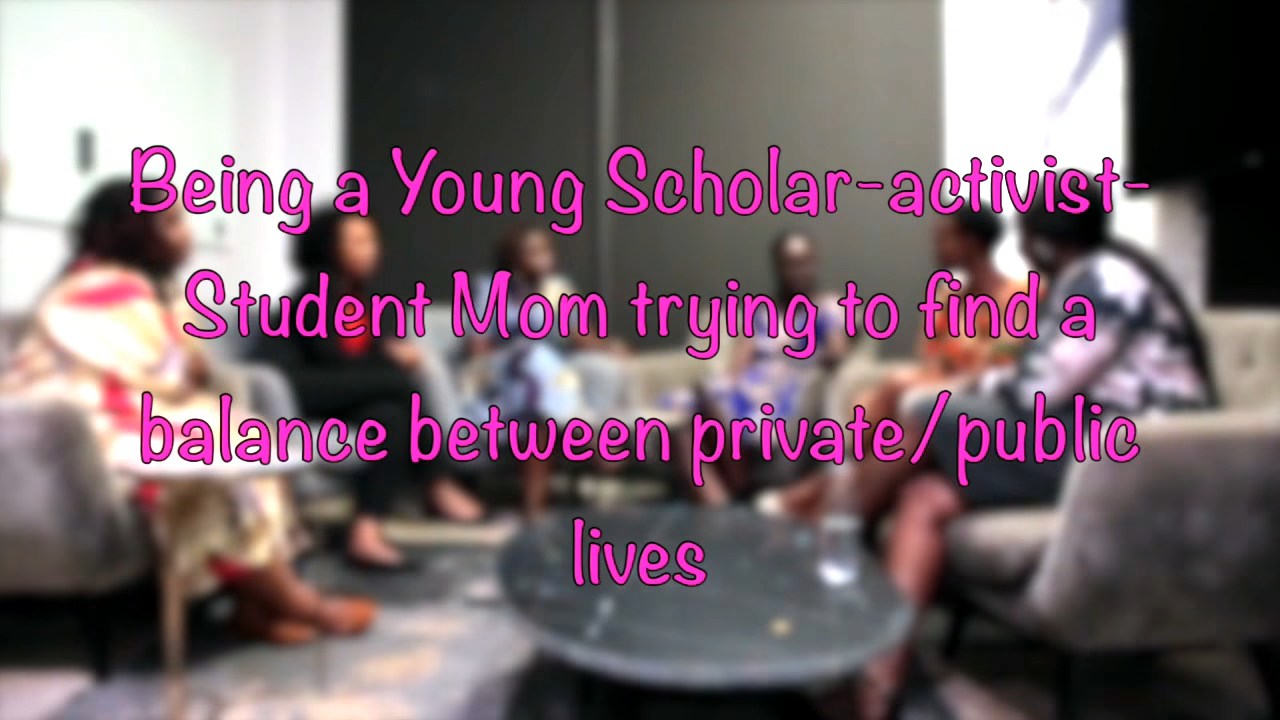 Being a Young Scholar-activist-
Student Mom trying to find a
balance between private/public
lives